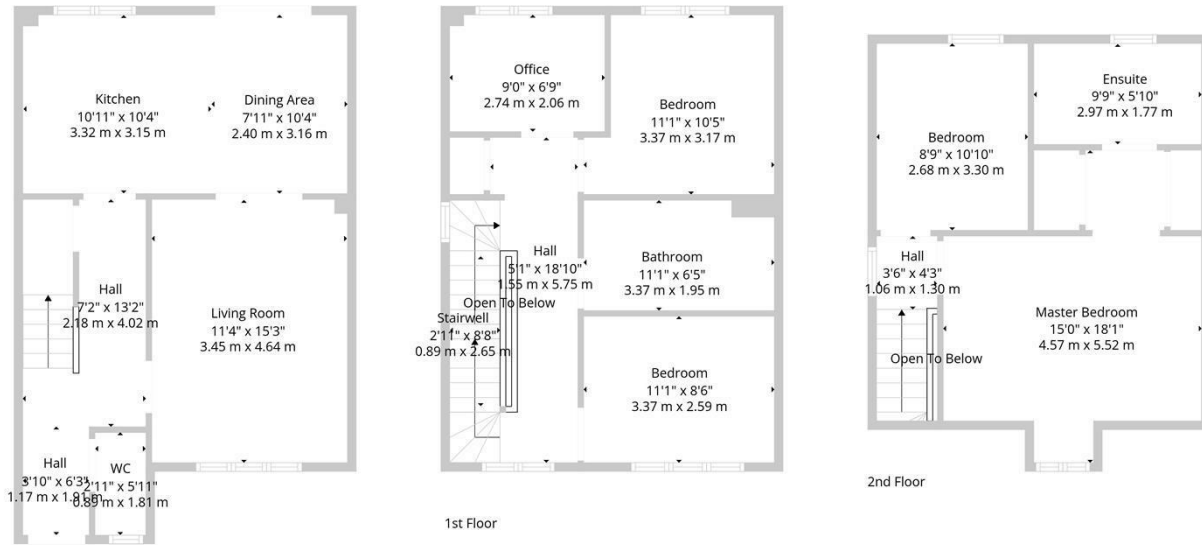 Kitchen
10'11" x 10'4"
3.32 m x 3.15 m
Dining Area
7'11" x 10'4"
2.40 m x 3.16 m
Hall
7'2" x 13'2"
2.18 m x 4.02 m
Living Room
11'4" x 15'3"
3.45 m x 4.64 m
Hall
3'10" x 6'3"
1.17 m x 1.91 m
WC
2'11" x 5'11"
0.89 m x 1.81 m
Office
9'0" x 6'9"
2.74 m x 2.06 m
Bedroom
11'1" x 10'5"
3.37 m x 3.17 m
Hall
5'1" x 18'10"
1.55 m x 5.75 m
Open To Below
Stairwell
2'11" x 8'8"
0.89 m x 2.65 m
Bathroom
11'1" x 6'5"
3.37 m x 1.95 m
Bedroom
11'1" x 8'6"
3.37 m x 2.59 m
1st Floor
Bedroom
8'9" x 10'10"
2.68 m x 3.30 m
Ensuite
9'9" x 5'10"
2.97 m x 1.77 m
Hall
3'6" x 4'3"
1.06 m x 1.30 m
Master Bedroom
15'0" x 18'1"
4.57 m x 5.52 m
Open To Below
2nd Floor